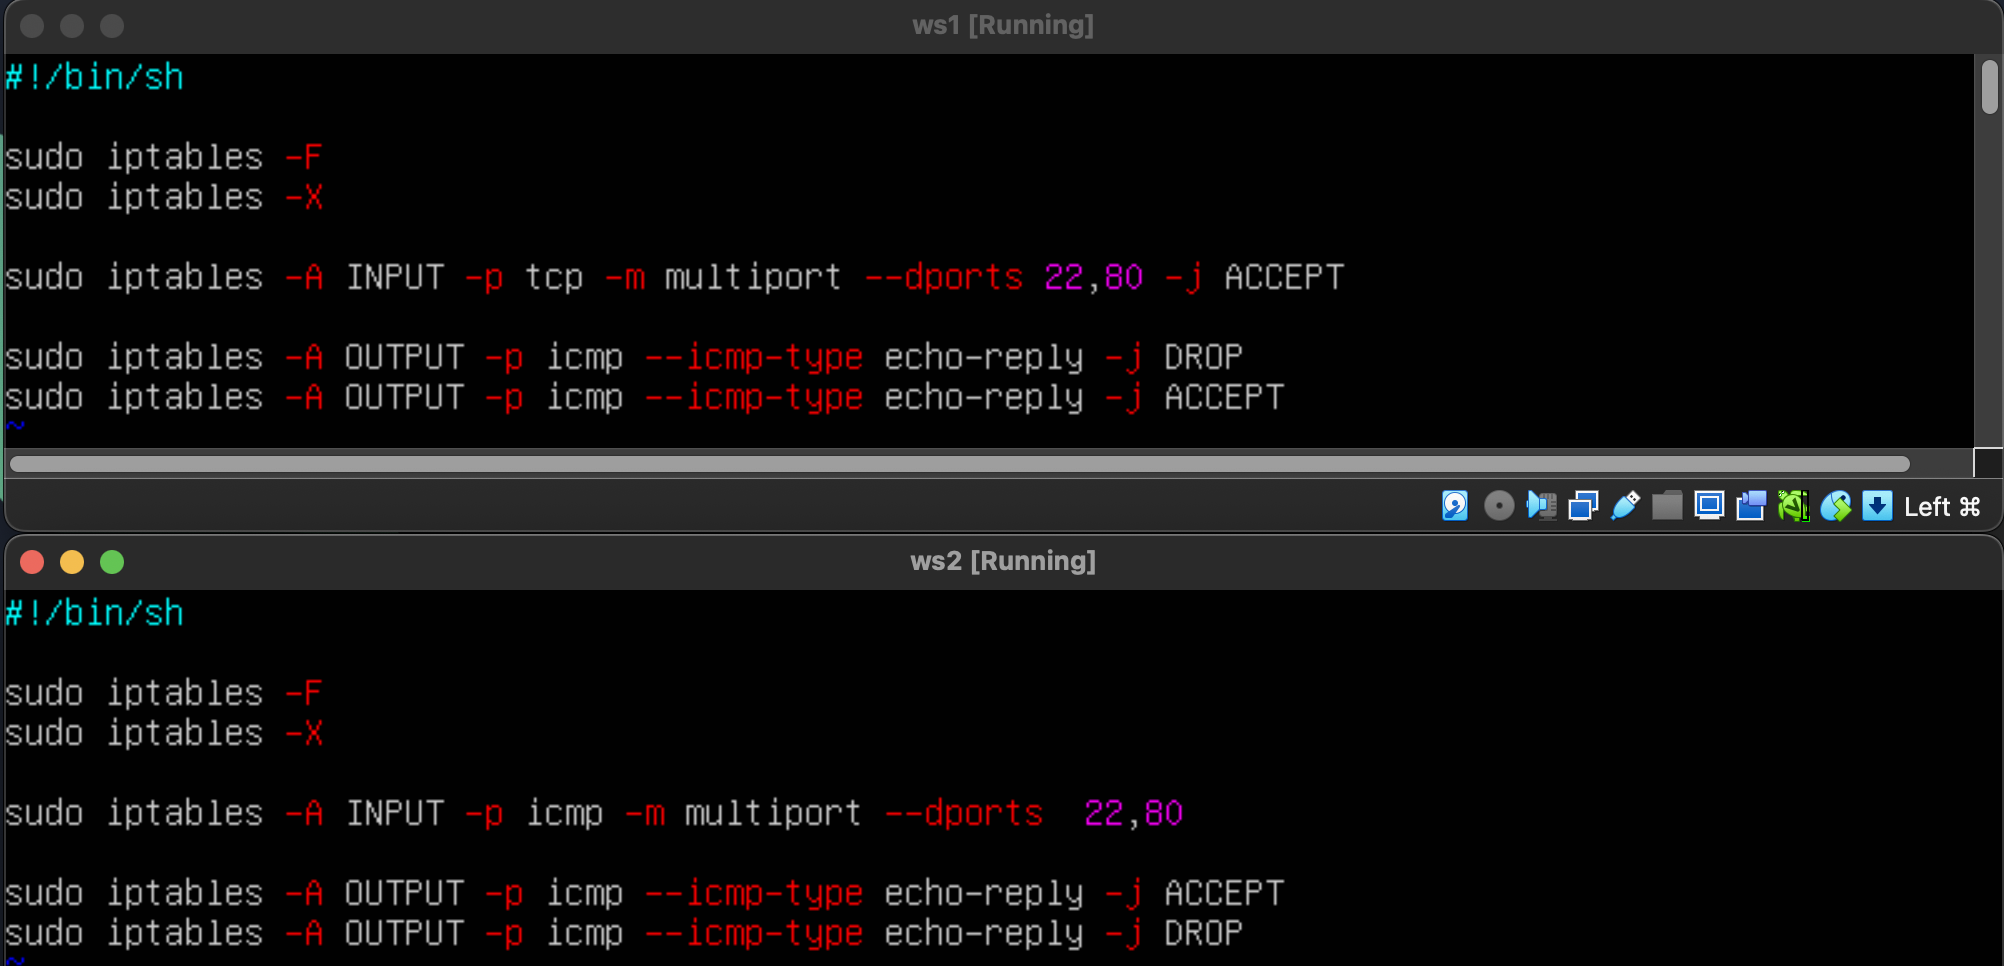 ws1 [Running]
#!/bin/sh
sudo iptables -F
sudo iptables -X
sudo iptables -A INPUT -p tcp -m multiport --dports 22,80 -j ACCEPT
sudo iptables -A OUTPUT -p icmp --icmp-type echo-reply -j DROP
sudo iptables -A OUTPUT -p icmp --icmp-type echo-reply -j ACCEPT
~
Left ⌘
ws2 [Running]
#!/bin/sh
sudo iptables -F
sudo iptables -X
sudo iptables -A INPUT -p icmp -m multiport --dports  22,80
sudo iptables -A OUTPUT -p icmp --icmp-type echo-reply -j ACCEPT
sudo iptables -A OUTPUT -p icmp --icmp-type echo-reply -j DROP
~